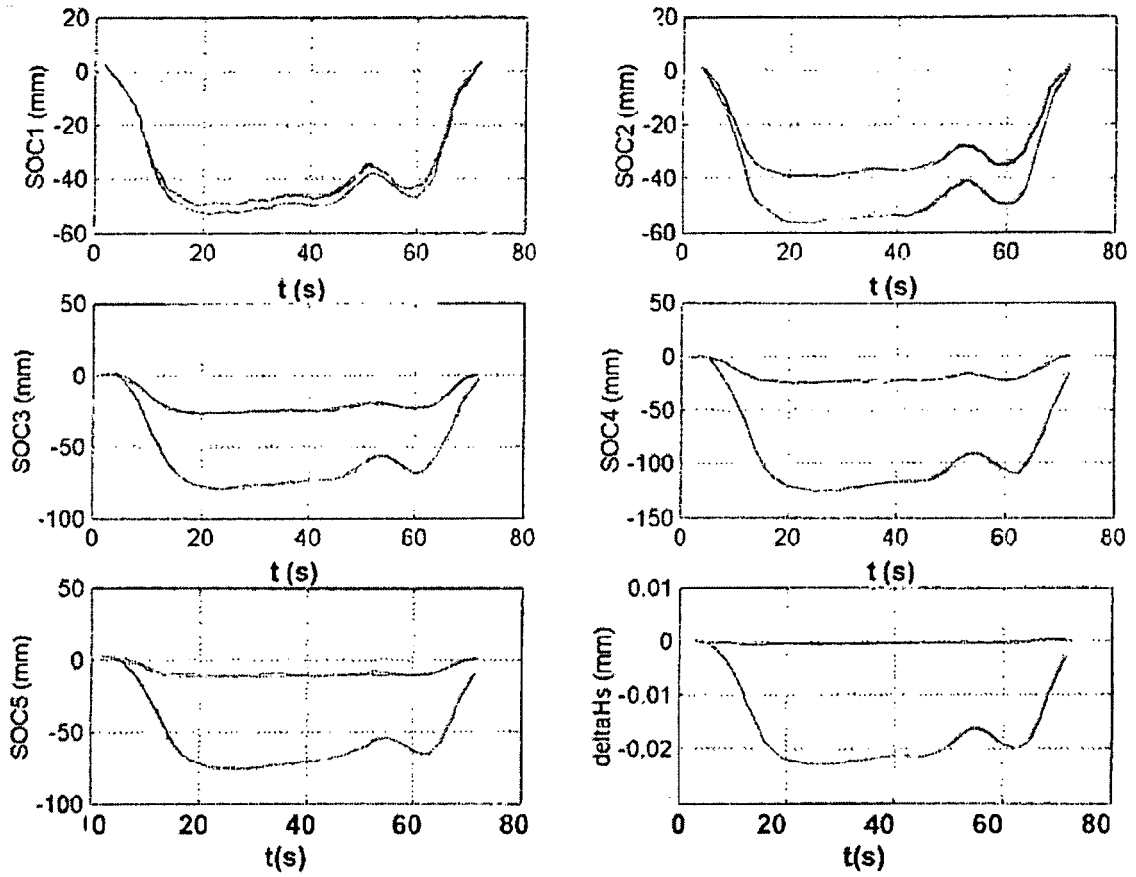 20
0
-20
-40
-60
SOC1 (mm)
0 20 40 60 80
t (s)
20
0
-20
-40
-60
SOC2 (mm)
0 20 40 60 80
t (s)
50
0
-50
-100
SOC3 (mm)
0 20 40 60 80
t (s)
50
0
-50
-100
-150
SOC4 (mm)
0 20 40 60 80
t (s)
50
0
-50
-100
SOC5 (mm)
0 20 40 60 80
t(s)
0.01
0
-0.01
-0.02
deltaHs (mm)
0 20 40 60 80
t(s)